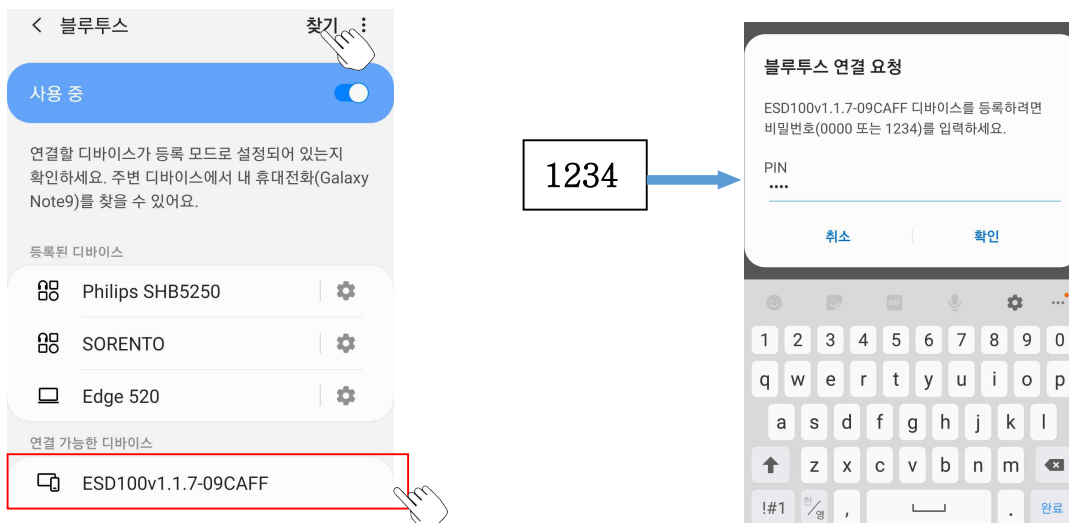 블루투스
찾기
사용 중
연결할 디바이스가 등록 모드로 설정되어 있는지
확인하세요. 주변 디바이스에서 내 휴대전화(Galaxy
Note9)를 찾을 수 있어요.
등록된 디바이스
Philips SHB5250
SORENTO
Edge 520
연결 가능한 디바이스
ESD100v1.1.7-09CAFF
1234
블루투스 연결 요청
ESD100v1.1.7-09CAFF 디바이스를 등록하려면
비밀번호(0000 또는 1234)를 입력하세요.
PIN
••••
취소 확인
GIF
1 2 3 4 5 6 7 8 9 0
q w e r t y u i o p
a s d f g h j k l
z x c v b n m
!#1 한/영 , . 완료